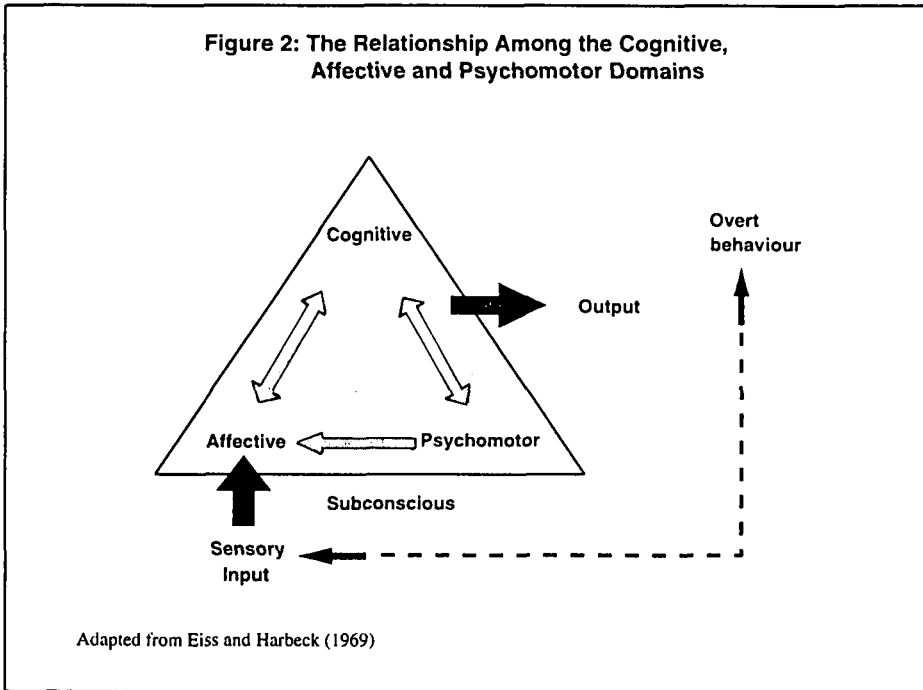 Figure 2: The Relationship Among the Cognitive,
Affective and Psychomotor Domains
Cognitive
Overt
behaviour
Output
Affective
Psychomotor
Subconscious
Sensory
Input
Adapted from Eiss and Harbeck (1969)